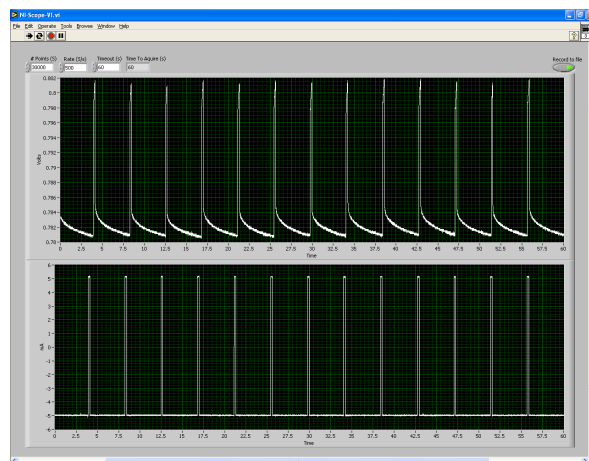 NI-Scope-VI.vi
File Edit Operate Tools Browse Window Help
# Points (S) Rate (S/s) Timeout (s) Time To Aquire (s) Record to file
30000 500 60 60
0.802
0.8
0.798
0.796
0.794
0.792
0.79
0.788
0.786
0.784
0.782
0.78
Volts
0 2.5 5 7.5 10 12.5 15 17.5 20 22.5 25 27.5 30 32.5 35 37.5 40 42.5 45 47.5 50 52.5 55 57.5 60
Time
6
5
4
3
2
1
0
-1
-2
-3
-4
-5
-6
mA
0 2.5 5 7.5 10 12.5 15 17.5 20 22.5 25 27.5 30 32.5 35 37.5 40 42.5 45 47.5 50 52.5 55 57.5 60
Time